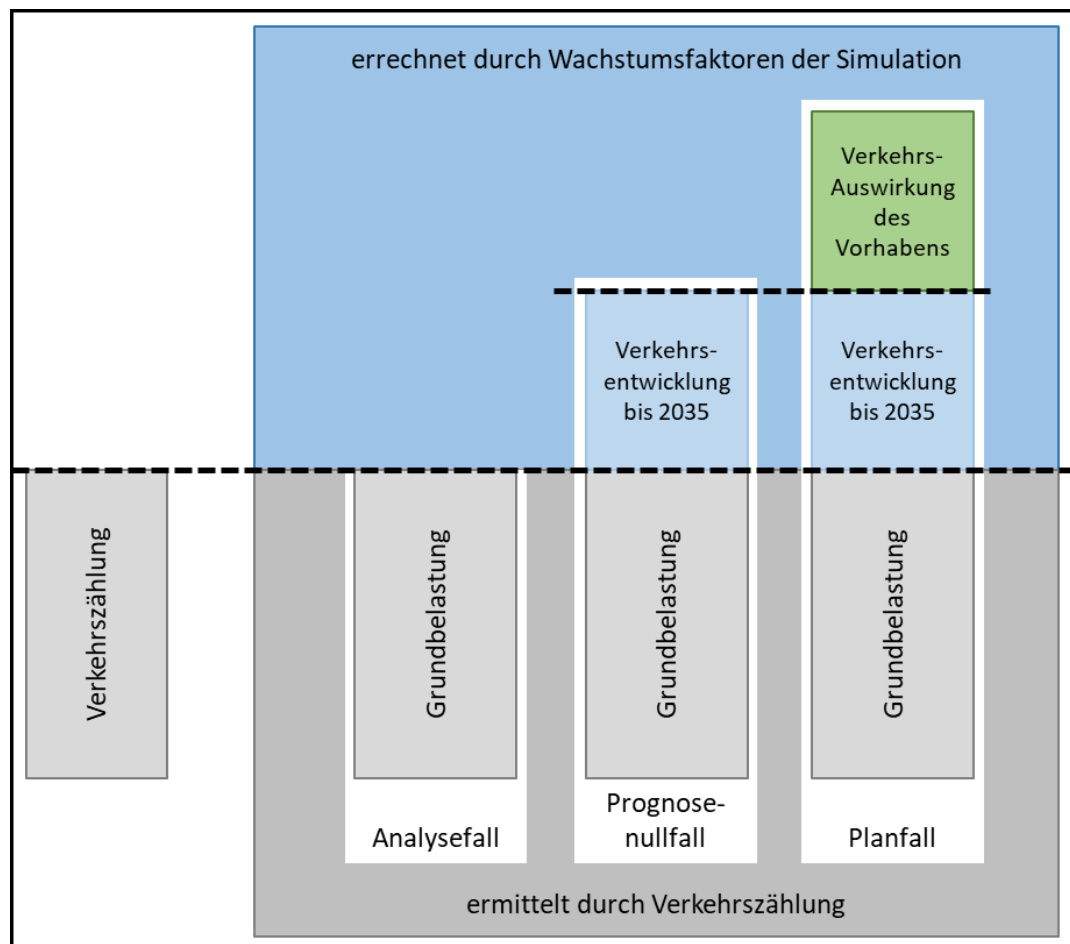 errechnet durch Wachstumsfaktoren der Simulation
Verkehrs-
Auswirkung
des
Vorhabens
Verkehrs-
entwicklung
bis 2035
Verkehrs-
entwicklung
bis 2035
Verkehrszählung
Grundbelastung
Grundbelastung
Grundbelastung
Analysefall
Prognose-
nullfall
Planfall
ermittelt durch Verkehrszählung